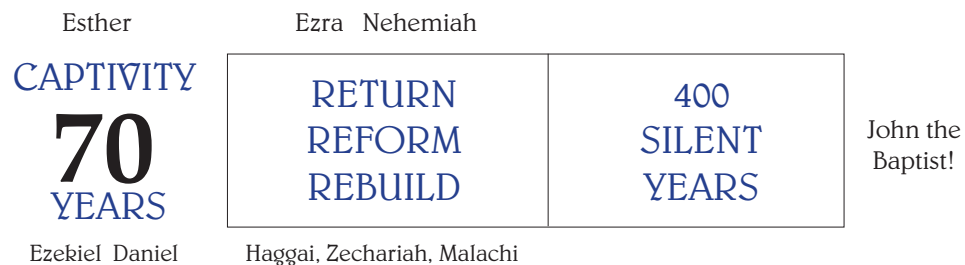 Esther
Ezra Nehemiah
CAPTIVITY
70
YEARS
RETURN
REFORM
REBUILD
400
SILENT
YEARS
John the
Baptist!
Ezekiel Daniel
Haggai, Zechariah, Malachi